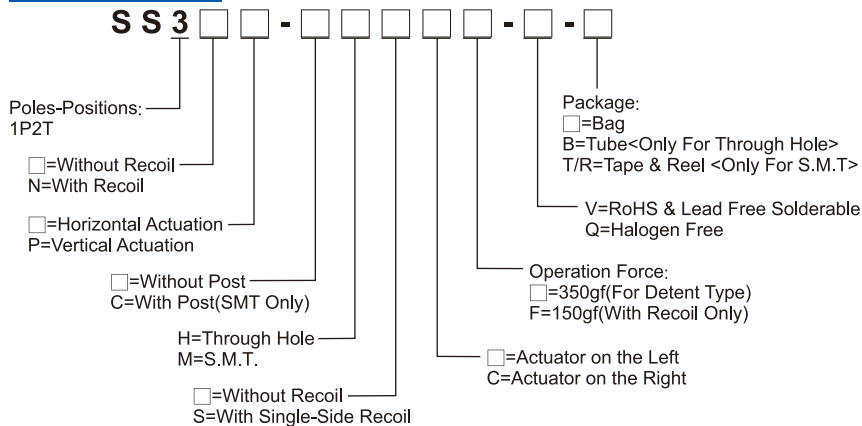 SS3□□-□□□□□-□-□
Poles-Positions:
1P2T
□=Without Recoil
N=With Recoil
□=Horizontal Actuation
P=Vertical Actuation
□=Without Post
C=With Post(SMT Only)
H=Through Hole
M=S.M.T.
□=Without Recoil
S=With Single-Side Recoil
□=Actuator on the Left
C=Actuator on the Right
Operation Force:
□=350gf(For Detent Type)
F=150gf(With Recoil Only)
V=RoHS & Lead Free Solderable
Q=Halogen Free
Package:
□=Bag
B=Tube<Only For Through Hole>
T/R=Tape & Reel <Only For S.M.T>